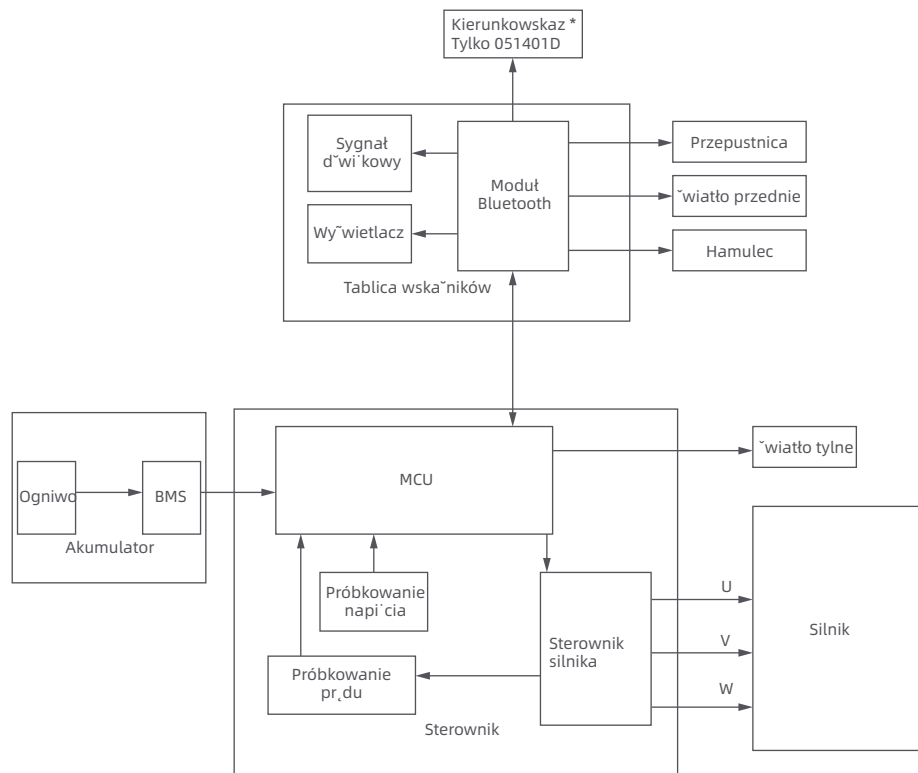 Kierunkowskaz *
Tylko 051401D
Sygnał
d˘wi˙kowy
Moduł
Bluetooth
Przepustnica
˘wiatło przednie
Wy˜wietlacz
Hamulec
Tablica wska˘ników
MCU
˘wiatło tylne
Ogniwo
BMS
Akumulator
Próbkowanie
napi˙cia
U
Sterownik
silnika
V
Silnik
Próbkowanie
pr˛du
W
Sterownik